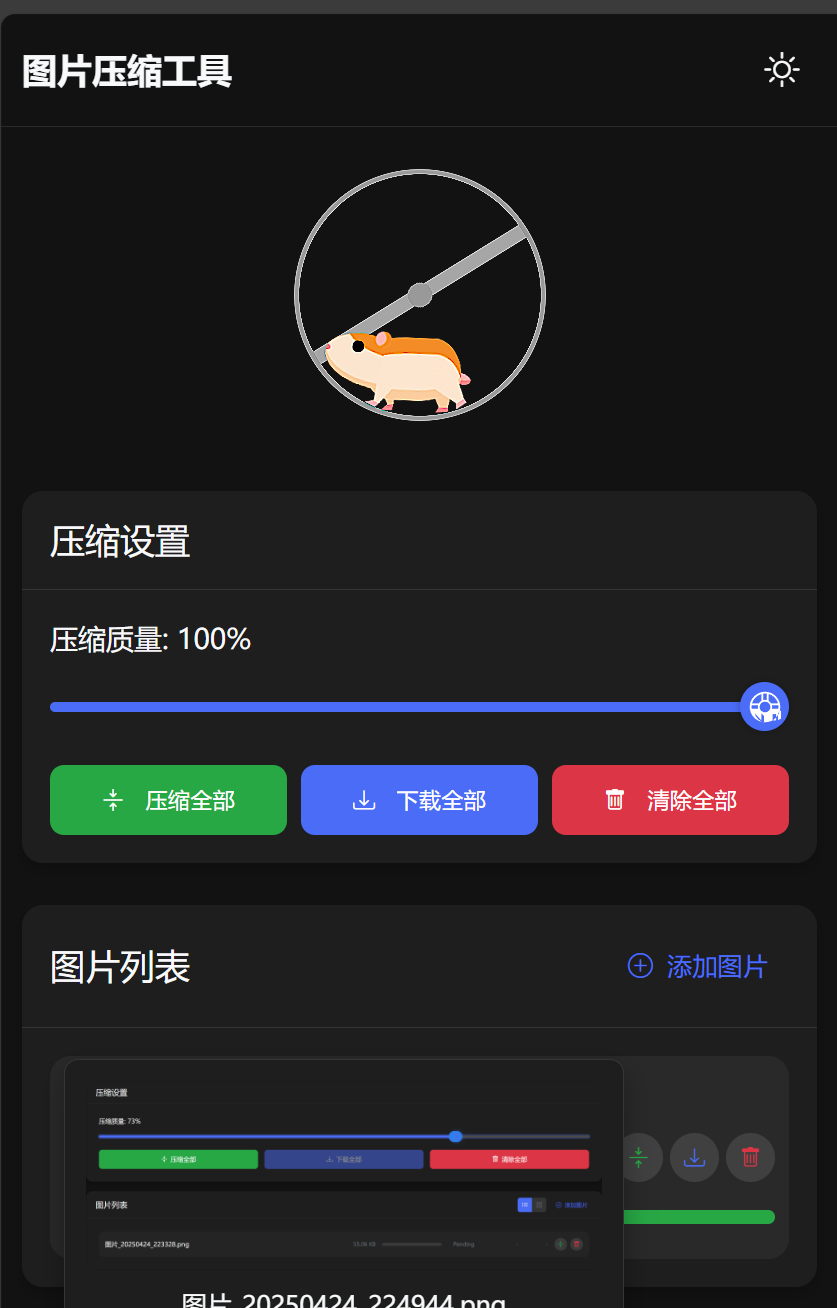 图片压缩工具
压缩设置
压缩质量: 100%
压缩全部
下载全部
清除全部
图片列表
添加图片
压缩设置
压缩质量: 73%
压缩全部
下载全部
清除全部
图片列表
添加图片
图片_20250424_223328.png
55.06 KB
Pending
图片_20250424_224944.png